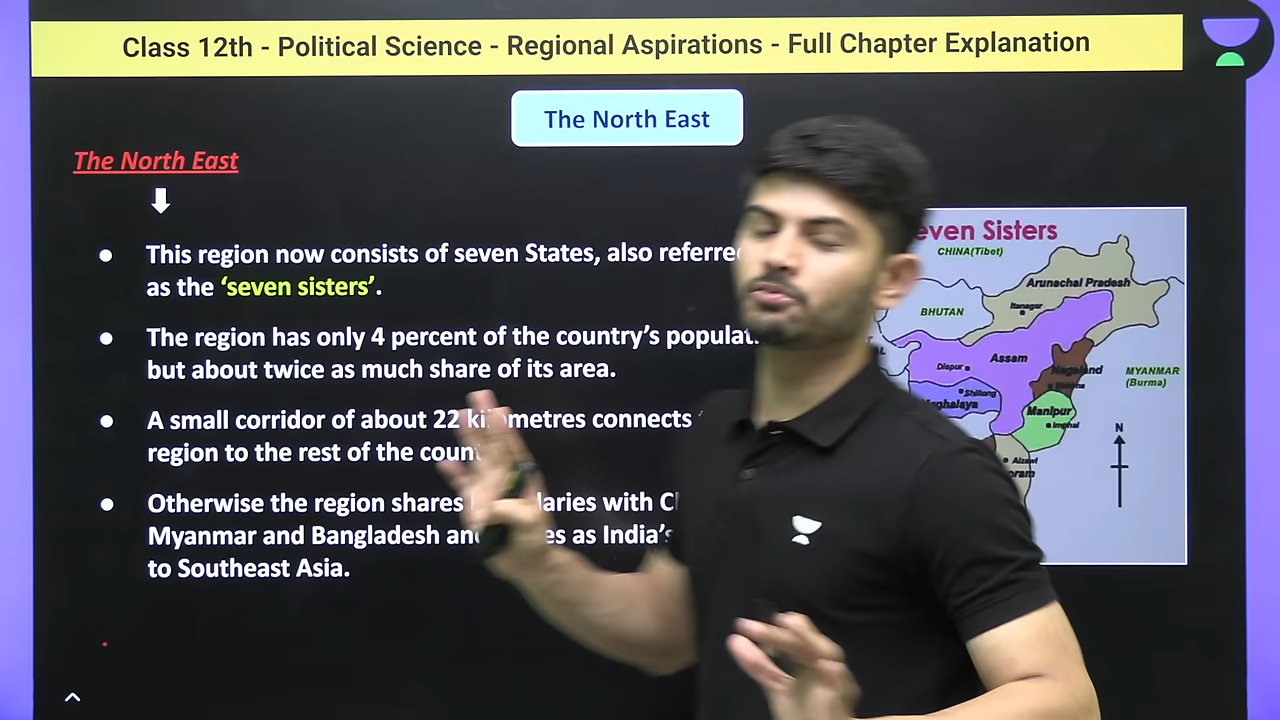 Class 12th - Political Science - Regional Aspirations - Full Chapter Explanation
The North East
The North East
This region now consists of seven States, also referre
as the ‘seven sisters’.
The region has only 4 percent of the country’s populat
but about twice as much share of its area.
A small corridor of about 22 ki metres connects
region to the rest of the coun
Otherwise the region shares laries with C
Myanmar and Bangladesh an es as India’s
to Southeast Asia.
even Sisters
CHINA(Tibet)
Arunachal Pradesh
Itanagar
BHUTAN
Assam
Dispur
Nagaland
MYANMAR
(Burma)
Shillong
ghalaya
Manipur
Imphal
N
Aizawl
oram